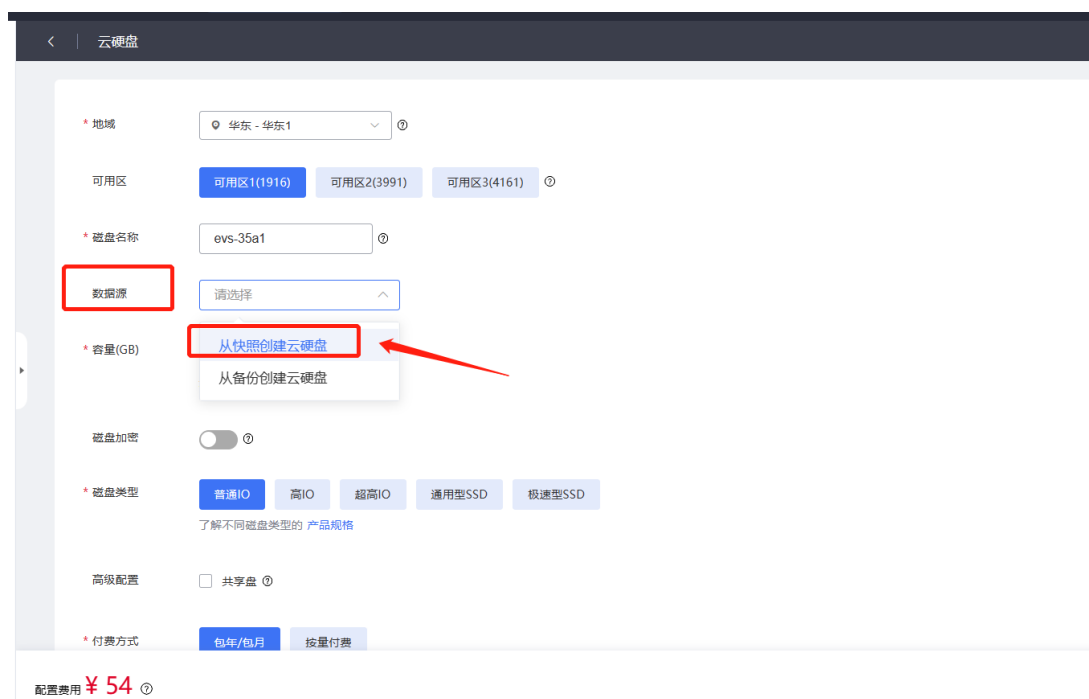 云硬盘
* 地域 华东 - 华东1
可用区 可用区1(1916) 可用区2(3991) 可用区3(4161)
* 磁盘名称 evs-35a1
数据源 请选择
从快照创建云硬盘
* 容量(GB)
从备份创建云硬盘
磁盘加密
* 磁盘类型 普通IO 高IO 超高IO 通用型SSD 极速型SSD
了解不同磁盘类型的 产品规格
高级配置 共享盘
* 付费方式 包年/包月 按量付费
配置费用 ¥ 54